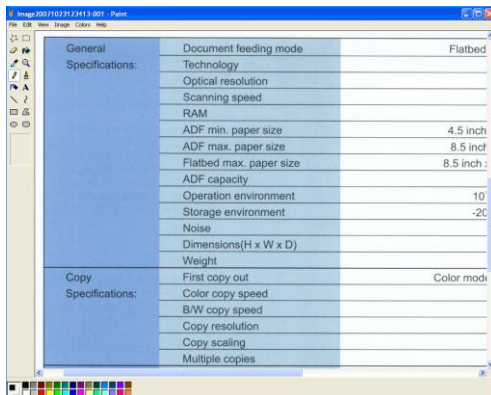 Image20071023123413-001 - Paint
File Edit View Image Colors Help
General Document feeding mode Flatbed
Specifications: Technology
Optical resolution
Scanning speed
RAM
ADF min. paper size 4.5 inch
ADF max. paper size 8.5 inch
Flatbed max. paper size 8.5 inch
ADF capacity
Operation environment 10
Storage environment -20
Noise
Dimensions(H x W x D)
Weight
Copy First copy out Color mode
Specifications: Color copy speed
B/W copy speed
Copy resolution
Copy scaling
Multiple copies